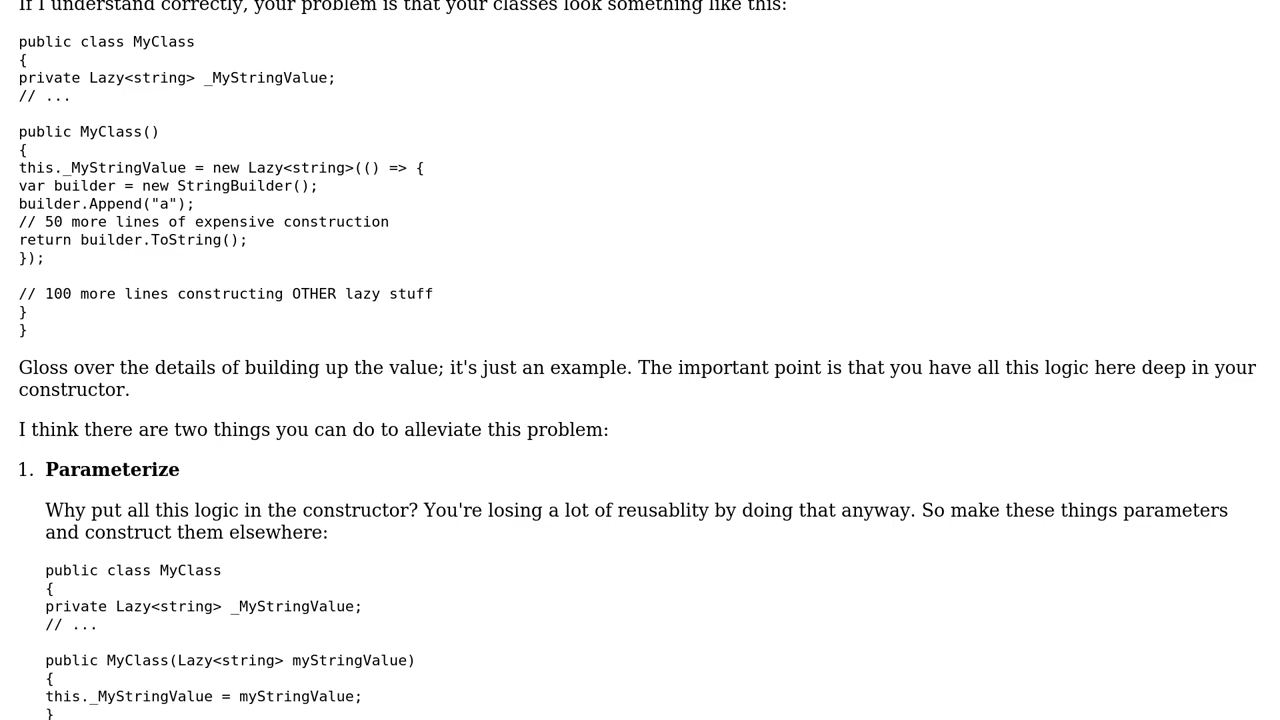 If I understand correctly, your problem is that your classes look something like this:
public class MyClass
{
private Lazy<string> _MyStringValue;
// ...
public MyClass()
{
this._MyStringValue = new Lazy<string>(() => {
var builder = new StringBuilder();
builder.Append("a");
// 50 more lines of expensive construction
return builder.ToString();
});
// 100 more lines constructing OTHER lazy stuff
}
}
Gloss over the details of building up the value; it's just an example. The important point is that you have all this logic here deep in your
constructor.
I think there are two things you can do to alleviate this problem:
1. Parameterize
Why put all this logic in the constructor? You're losing a lot of reusablity by doing that anyway. So make these things parameters
and construct them elsewhere:
public class MyClass
{
private Lazy<string> _MyStringValue;
// ...
public MyClass(Lazy<string> myStringValue)
{
this._MyStringValue = myStringValue;
}